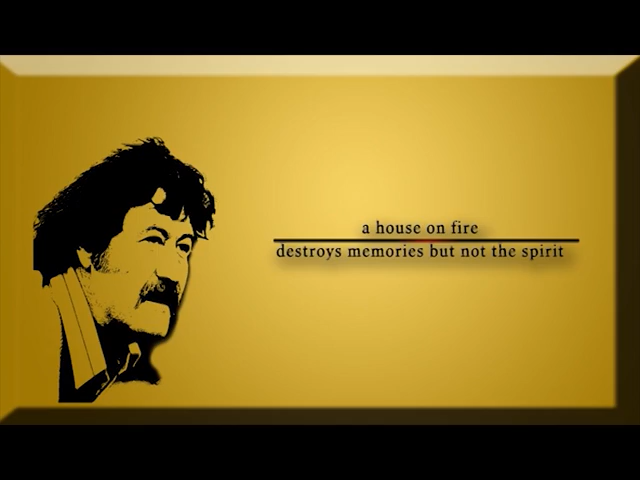 a house on fire
destroys memories but not the spirit